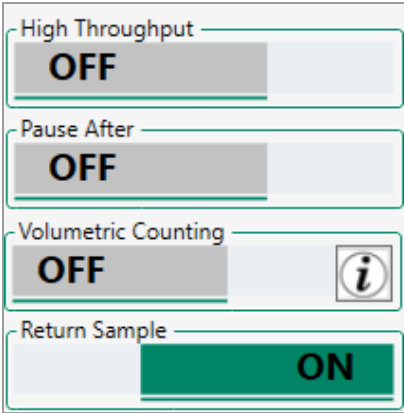 High Throughput
OFF
Pause After
OFF
Volumetric Counting
OFF
i
Return Sample
ON